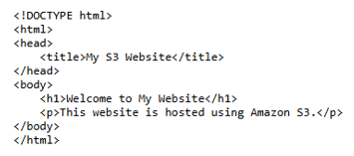 <!DOCTYPE html>
<html>
<head>
    <title>My S3 Website</title>
</head>
<body>
    <h1>Welcome to My Website</h1>
    <p>This website is hosted using Amazon S3.</p>
</body>
</html>